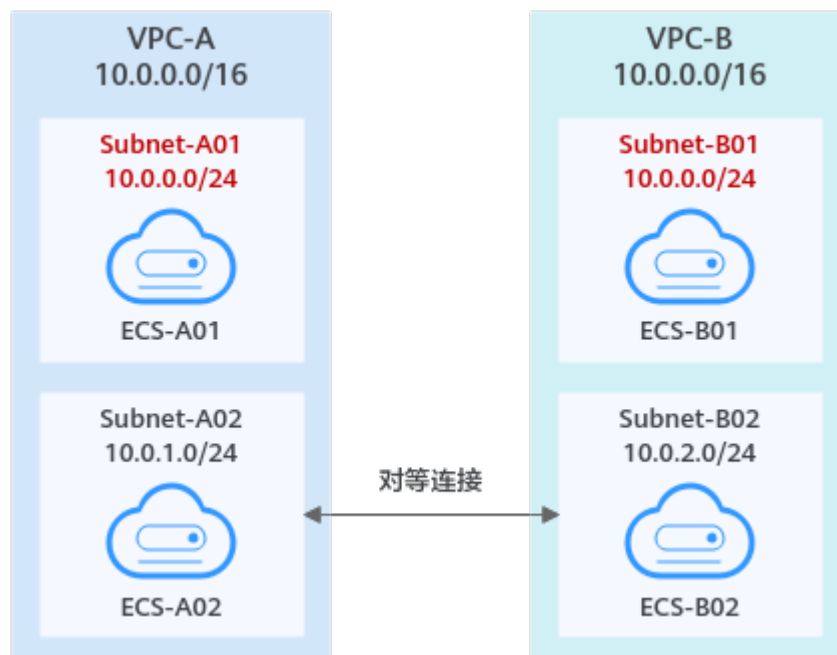 VPC-A
10.0.0.0/16
Subnet-A01
10.0.0.0/24
ECS-A01
Subnet-A02
10.0.1.0/24
ECS-A02
对等连接
VPC-B
10.0.0.0/16
Subnet-B01
10.0.0.0/24
ECS-B01
Subnet-B02
10.0.2.0/24
ECS-B02